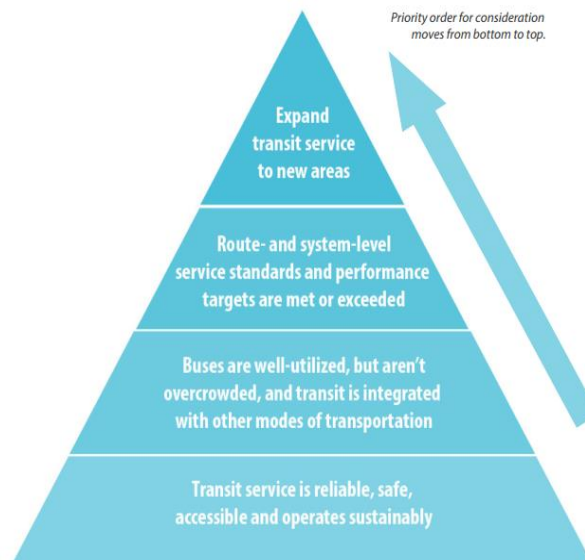 Priority order for consideration
moves from bottom to top.
Expand
transit service
to new areas
Route- and system-level
service standards and performance
targets are met or exceeded
Buses are well-utilized, but aren't
overcrowded, and transit is integrated
with other modes of transportation
Transit service is reliable, safe,
accessible and operates sustainably